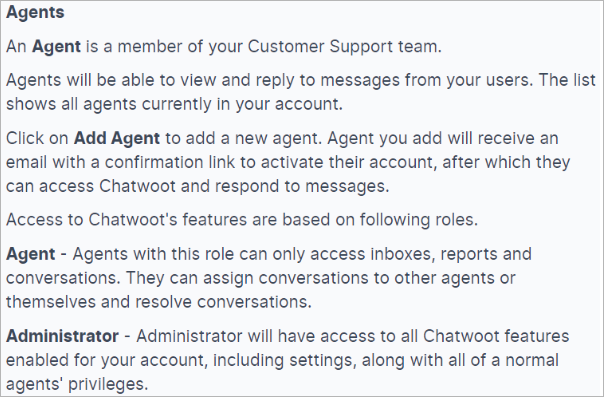 Agents
An Agent is a member of your Customer Support team.
Agents will be able to view and reply to messages from your users. The list
shows all agents currently in your account.
Click on Add Agent to add a new agent. Agent you add will receive an
email with a confirmation link to activate their account, after which they
can access Chatwoot and respond to messages.
Access to Chatwoot's features are based on following roles.
Agent - Agents with this role can only access inboxes, reports and
conversations. They can assign conversations to other agents or
themselves and resolve conversations.
Administrator - Administrator will have access to all Chatwoot features
enabled for your account, including settings, along with all of a normal
agents' privileges.